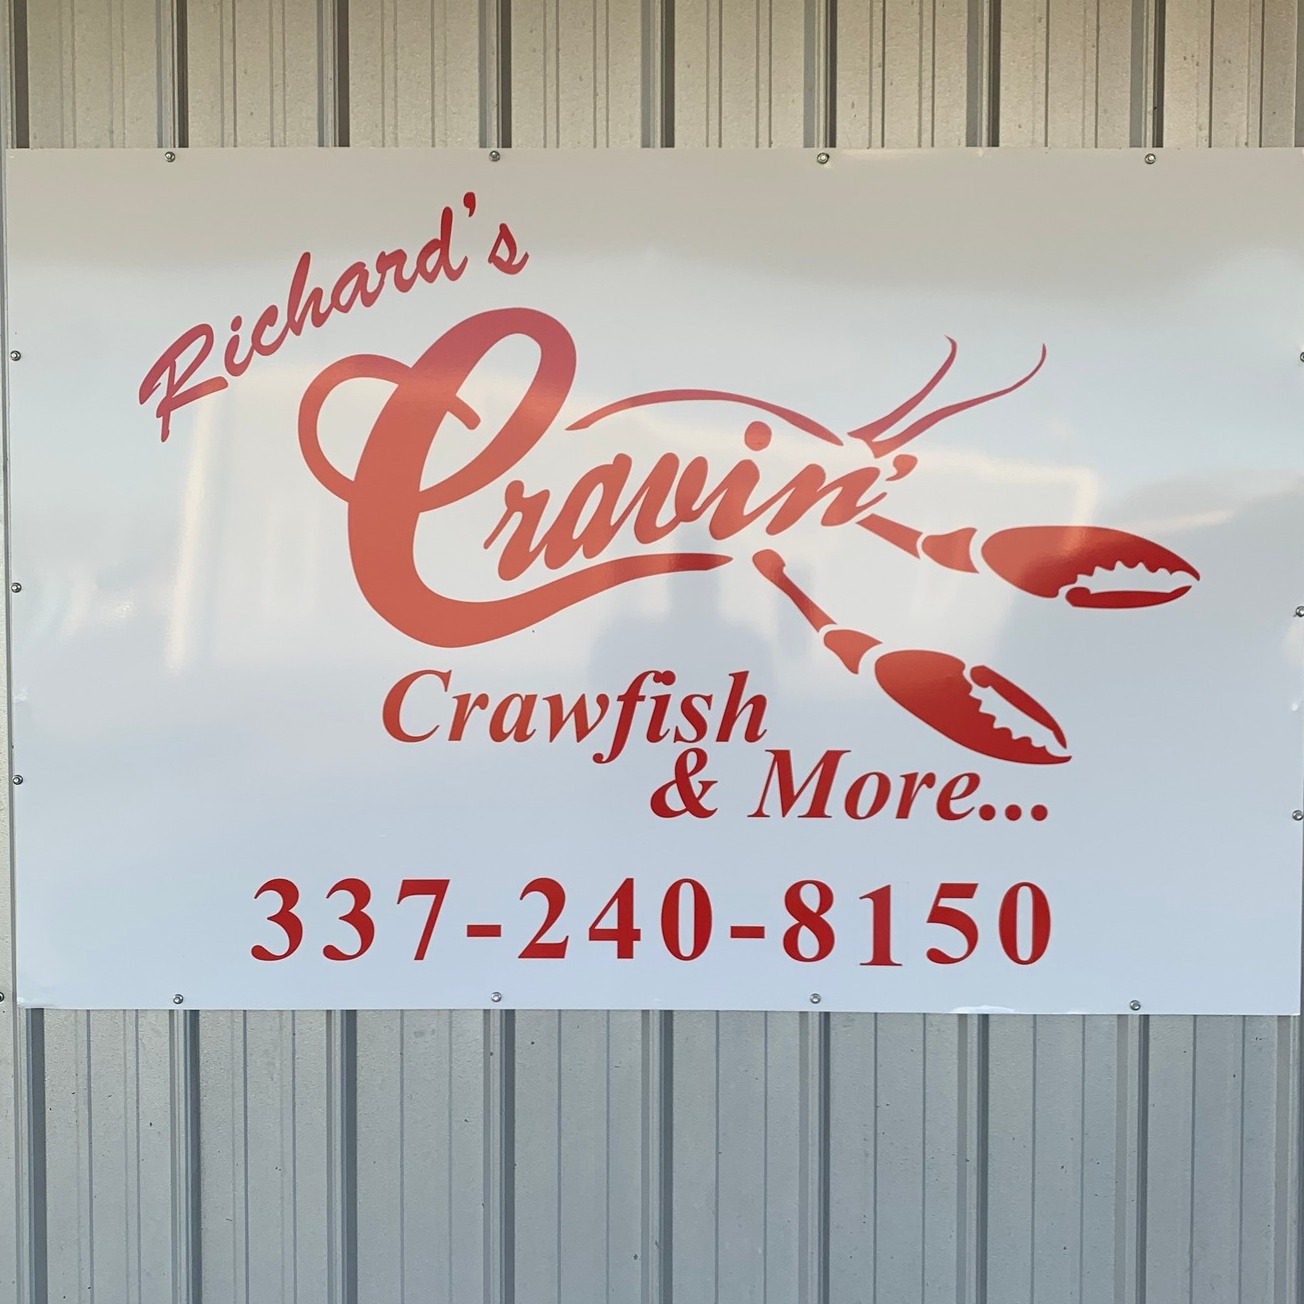 Richard's
Cravin'
Crawfish
& More...
337-240-8150